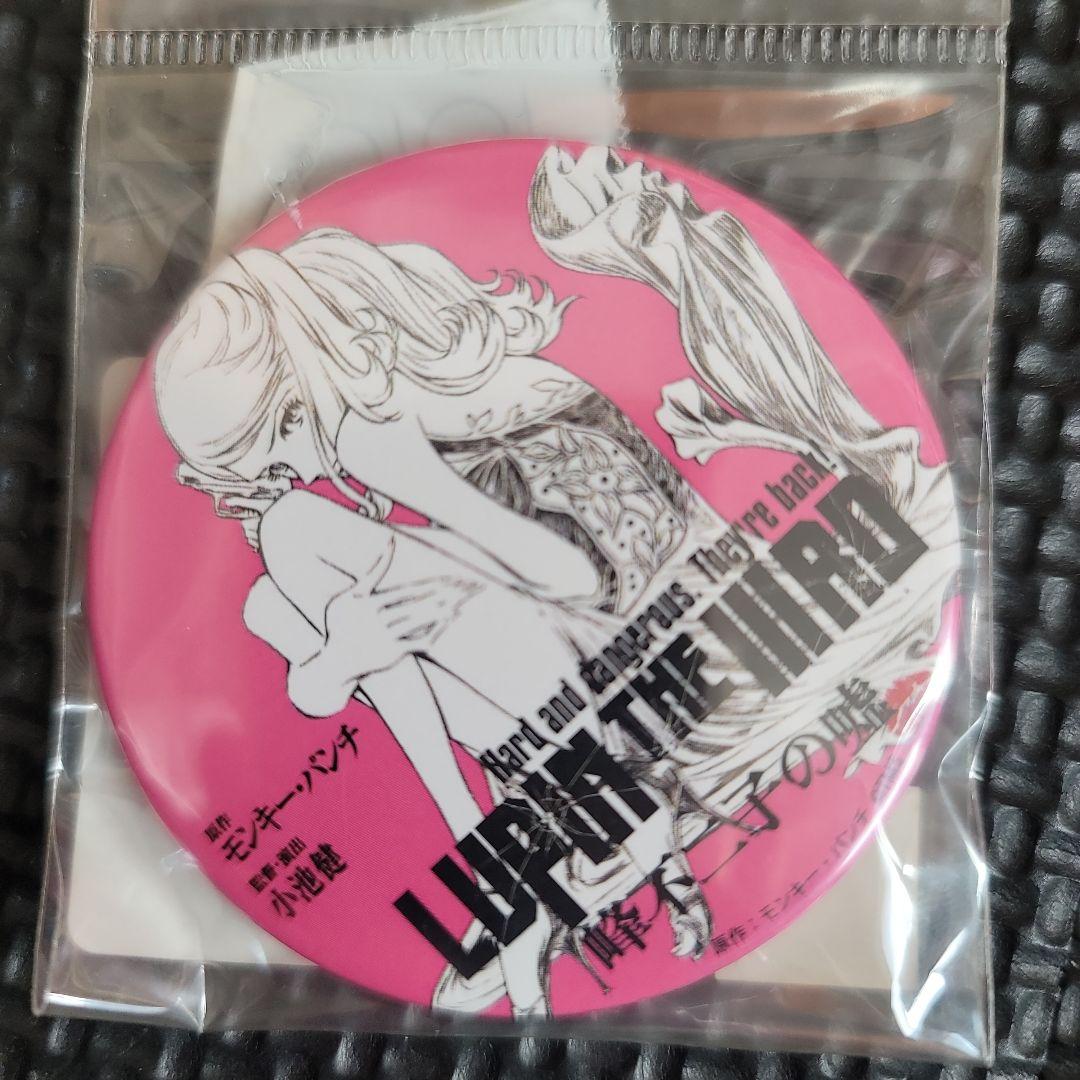 Hard and dangerous. They're back!
LUPIN THE IIIRD
峰不二子の嘘
原作
モンキー・パンチ
監督・演出
小池健
原作：モンキー・パンチ